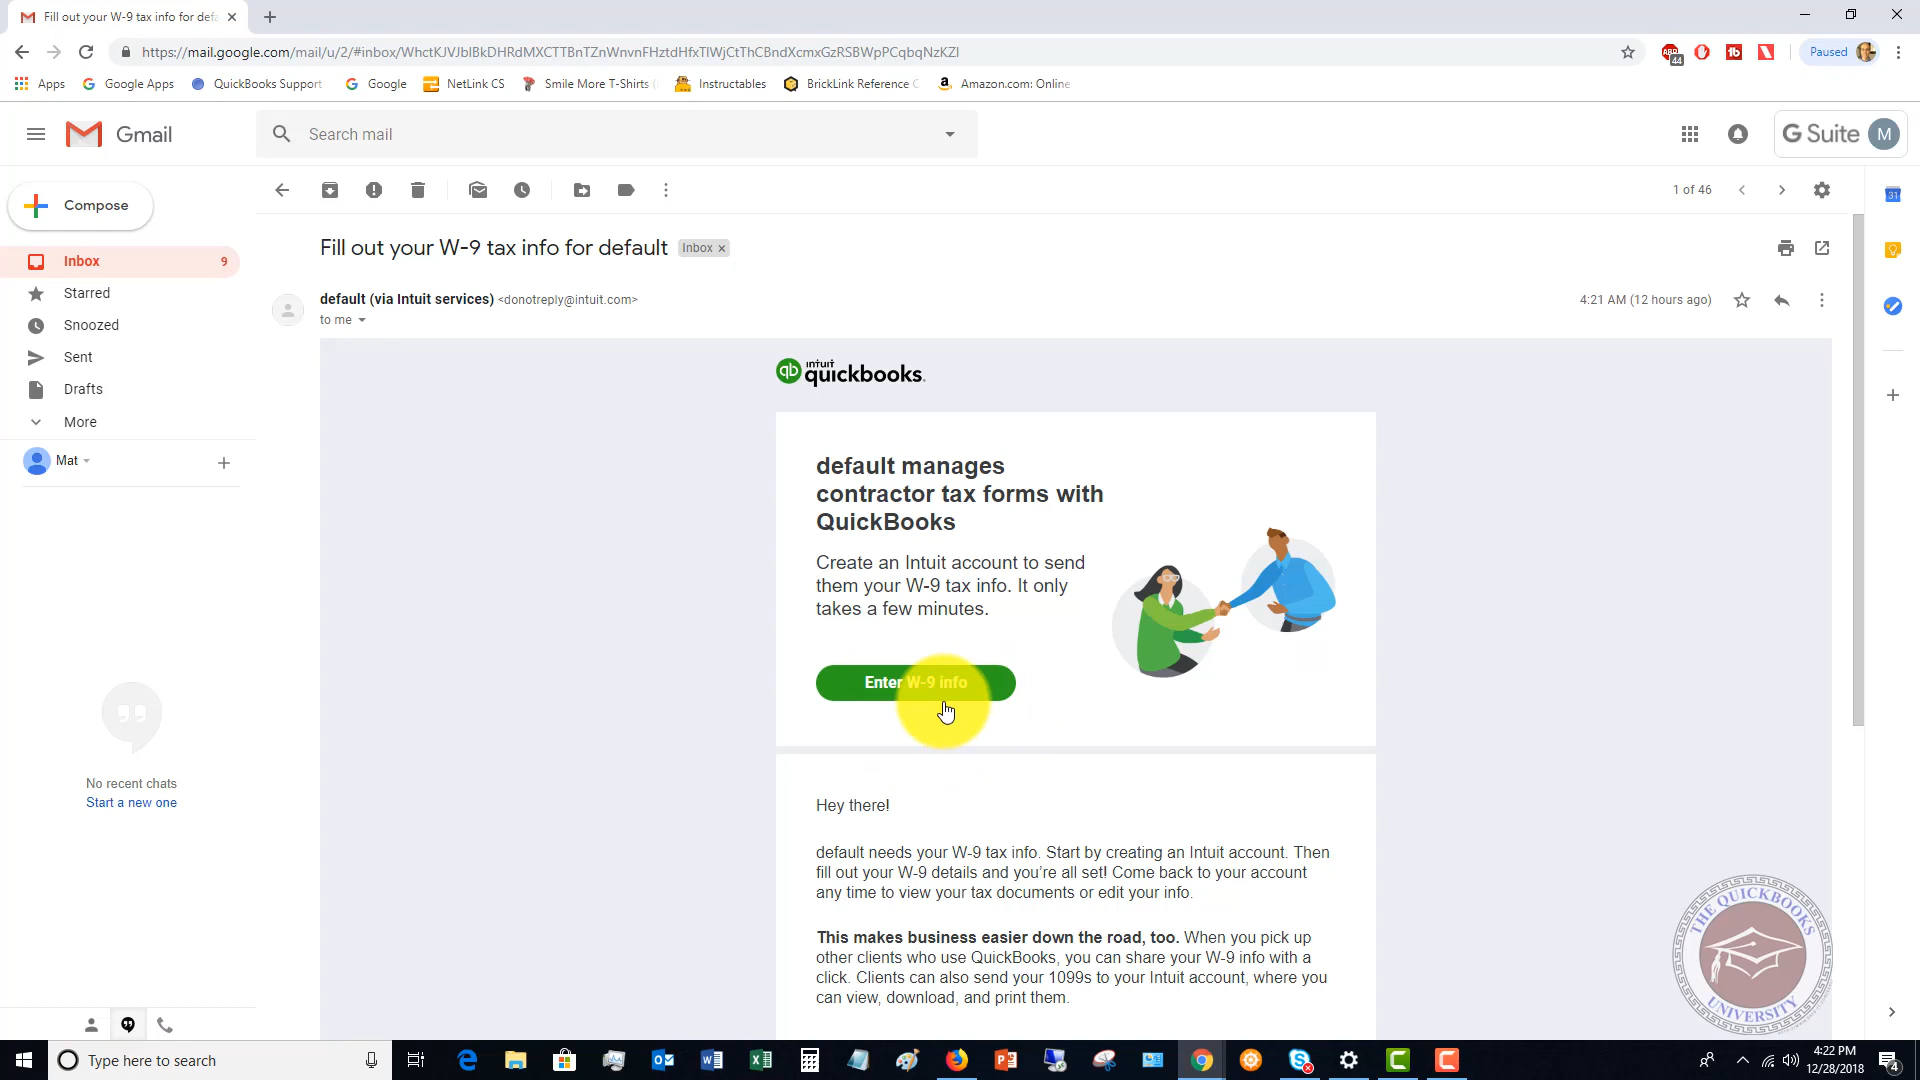 Fill out your W-9 tax info for defa
https://mail.google.com/mail/u/2/#inbox/WhctKJVJbIBkDHRdMXCTTBnTZnWnvnFHztdHfxTlWjCtThCBndXcmxGzRSBWpPCqbqNzKZl
ABP
44
Paused
Apps
Google Apps
QuickBooks Support
Google
NetLink CS
Smile More T-Shirts (
Instructables
BrickLink Reference C
Amazon.com: Online
Gmail
Search mail
G Suite
M
Compose
1 of 46
31
Fill out your W-9 tax info for default
Inbox x
Inbox
9
default (via Intuit services) <donotreply@intuit.com>
4:21 AM (12 hours ago)
to me
Starred
Snoozed
Sent
Drafts
More
Mat
intuit
qb quickbooks.
default manages
contractor tax forms with
QuickBooks
Create an Intuit account to send
them your W-9 tax info. It only
takes a few minutes.
Enter W-9 info
No recent chats
Start a new one
Hey there!
default needs your W-9 tax info. Start by creating an Intuit account. Then
fill out your W-9 details and you're all set! Come back to your account
any time to view your tax documents or edit your info.
This makes business easier down the road, too. When you pick up
other clients who use QuickBooks, you can share your W-9 info with a
click. Clients can also send your 1099s to your Intuit account, where you
can view, download, and print them.
THE QUICKBOOKS
UNIVERSITY
Type here to search
4:22 PM
12/28/2018
4